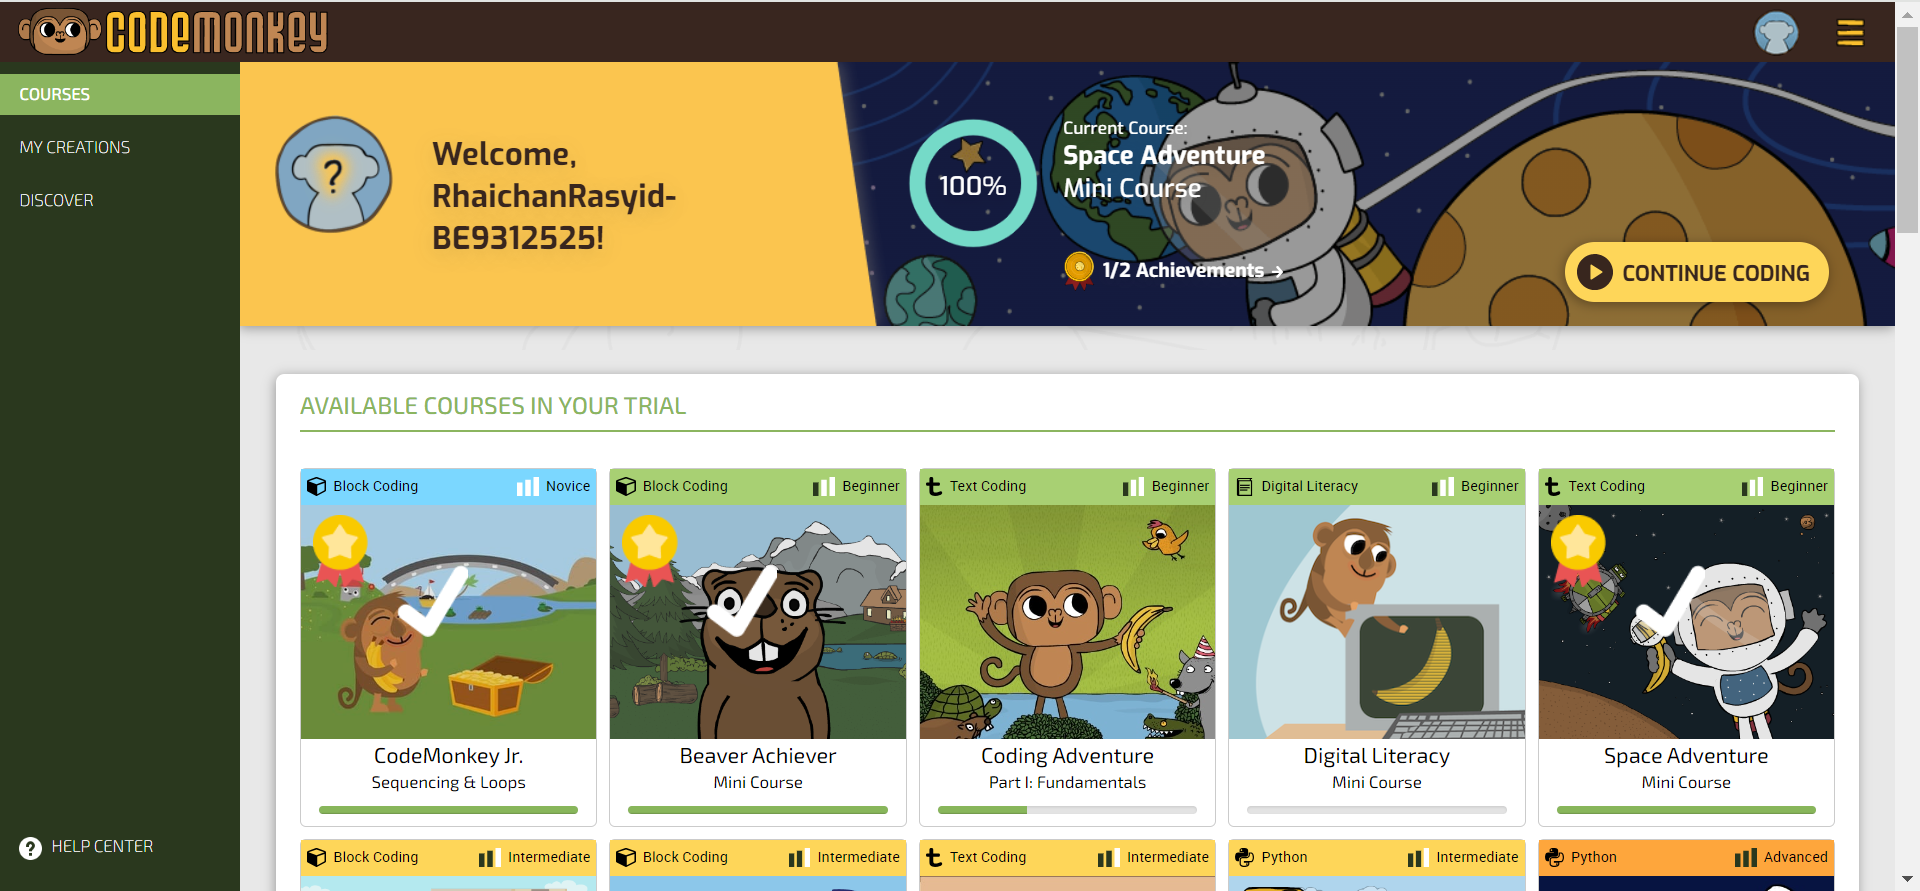 CODEMONKEY
COURSES
MY CREATIONS
DISCOVER
HELP CENTER
Welcome,
RhaichanRasyid-
BE9312525!
100%
Current Course:
Space Adventure
Mini Course
1/2 Achievements →
CONTINUE CODING
AVAILABLE COURSES IN YOUR TRIAL
Block Coding Novice
CodeMonkey Jr.
Sequencing & Loops
Block Coding Beginner
Beaver Achiever
Mini Course
Text Coding Beginner
Coding Adventure
Part I: Fundamentals
Digital Literacy Beginner
Digital Literacy
Mini Course
Text Coding Beginner
Space Adventure
Mini Course
Block Coding Intermediate
Block Coding Intermediate
Text Coding Intermediate
Python Intermediate
Python Advanced